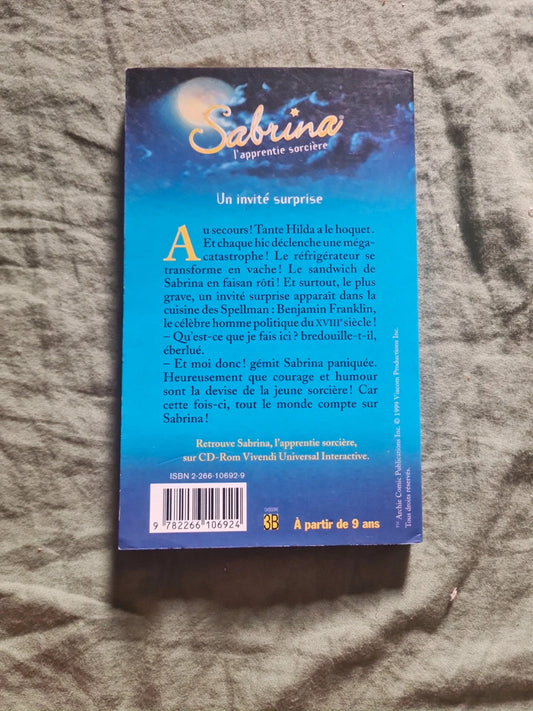 Sabrina
l'apprentie sorcière
Un invité surprise
Au secours ! Tante Hilda a le hoquet.
Et chaque hic déclenche une méga-
catastrophe ! Le réfrigérateur se
transforme en vache ! Le sandwich de
Sabrina en faisan rôti ! Et surtout, le plus
grave, un invité surprise apparaît dans la
cuisine des Spellman : Benjamin Franklin,
le célèbre homme politique du XVIIIe siècle !
– Qu'est-ce que je fais ici ? bredouille-t-il,
éberlué.
– Et moi donc ! gémit Sabrina paniquée.
Heureusement que courage et humour
sont la devise de la jeune sorcière ! Car
cette fois-ci, tout le monde compte sur
Sabrina !
Retrouve Sabrina, l'apprentie sorcière,
sur CD-Rom Vivendi Universal Interactive.
ISBN 2-266-10692-9
9 782266 106924
3B
À partir de 9 ans
Archie Comic Publications Inc. © 1999 Viacom Productions Inc.
Tous droits réservés.